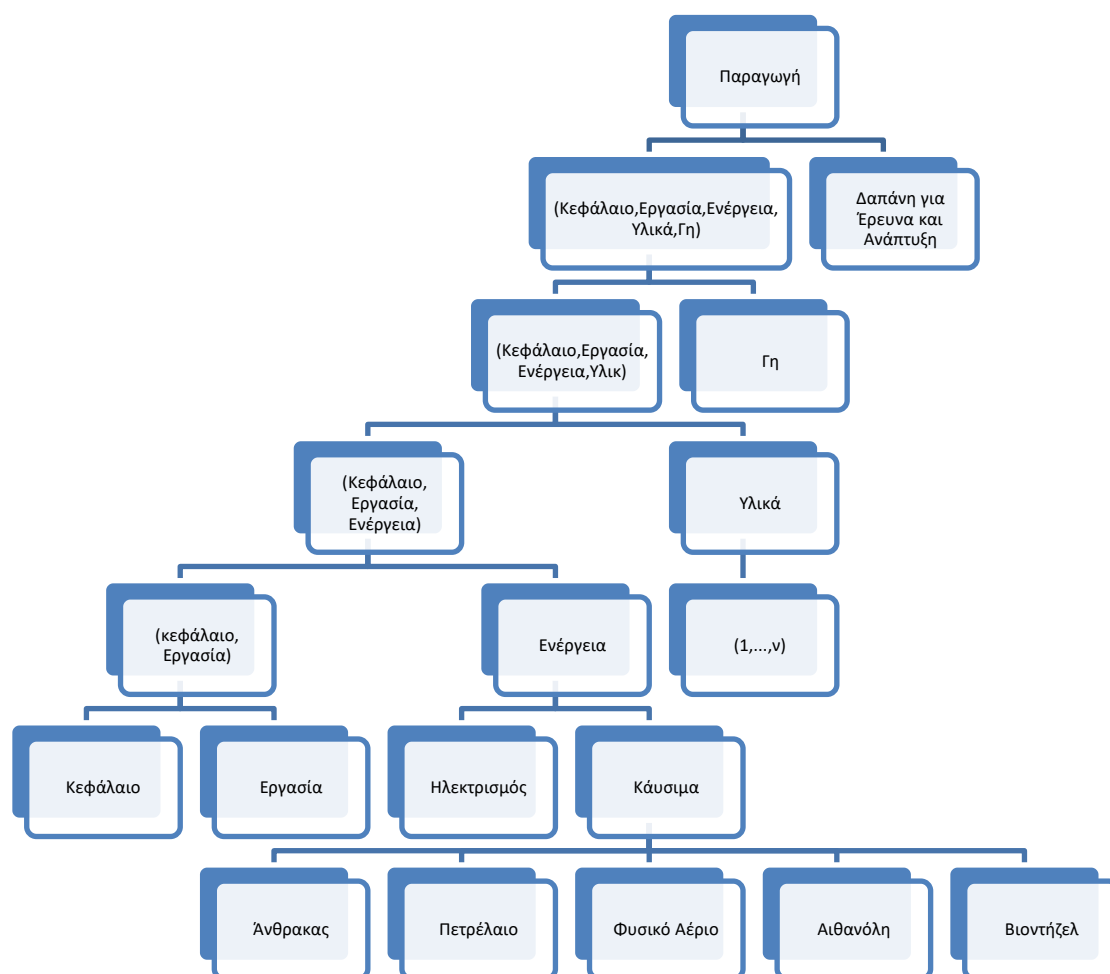 Παραγωγή
(Κεφάλαιο,Εργασία,Ενέργεια,
Υλικά,Γη)
Δαπάνη για
Έρευνα και
Ανάπτυξη
(Κεφάλαιο,Εργασία,
Ενέργεια,Υλικ)
Γη
(Κεφάλαιο,
Εργασία,
Ενέργεια)
Υλικά
(κεφάλαιο,
Εργασία)
Ενέργεια
(1,...,ν)
Κεφάλαιο
Εργασία
Ηλεκτρισμός
Κάυσιμα
Άνθρακας
Πετρέλαιο
Φυσικό Αέριο
Αιθανόλη
Βιοντήζελ